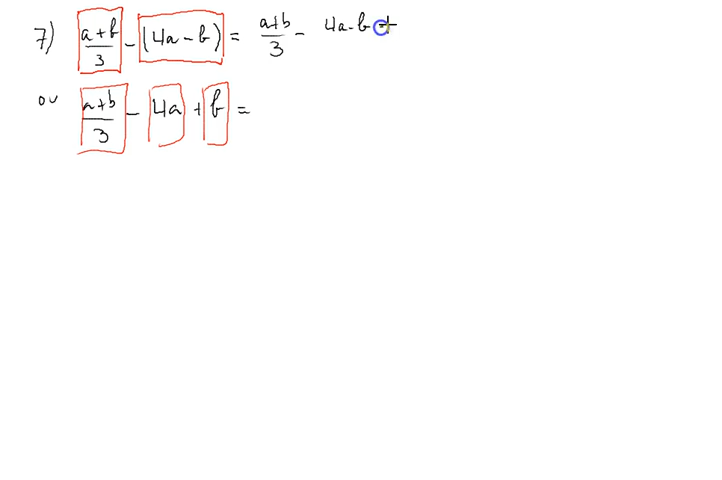 7) a+b/3 - (4a - b) = a+b/3 - 4a-b +
ou a+b/3 - 4a + b =